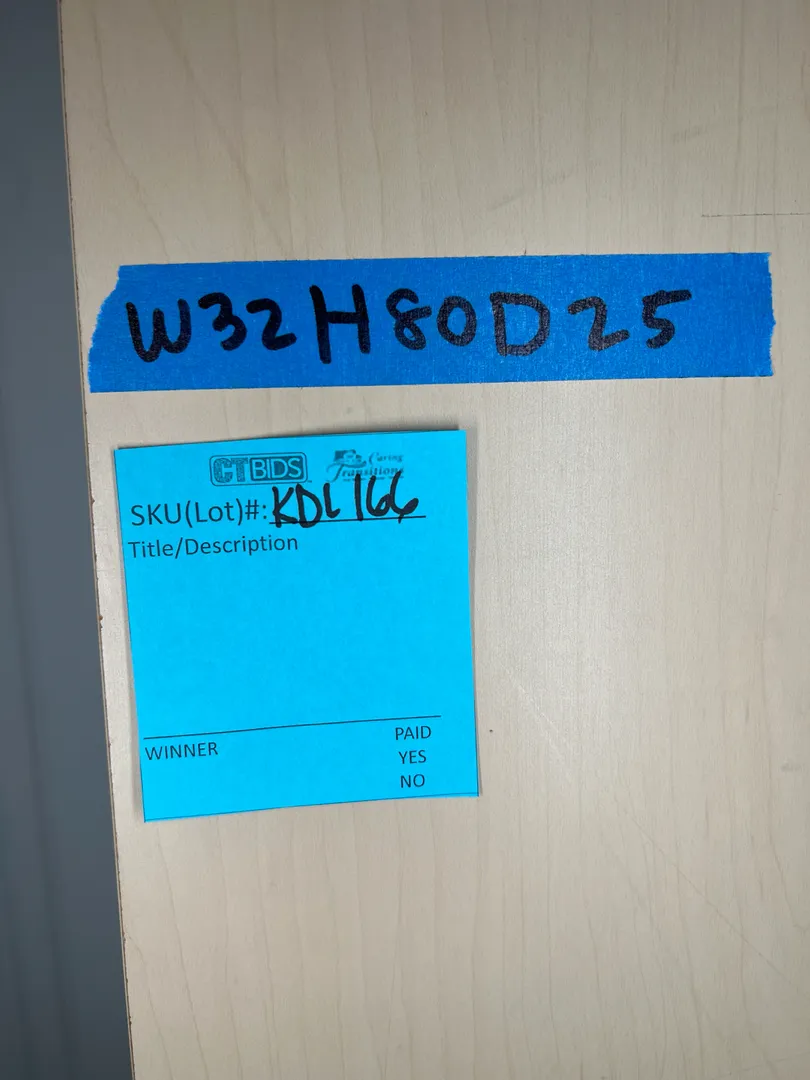 W32H80D25
CTBIDS Caring Transitions
SKU(Lot)#: KDL166
Title/Description
WINNER PAID
YES
NO